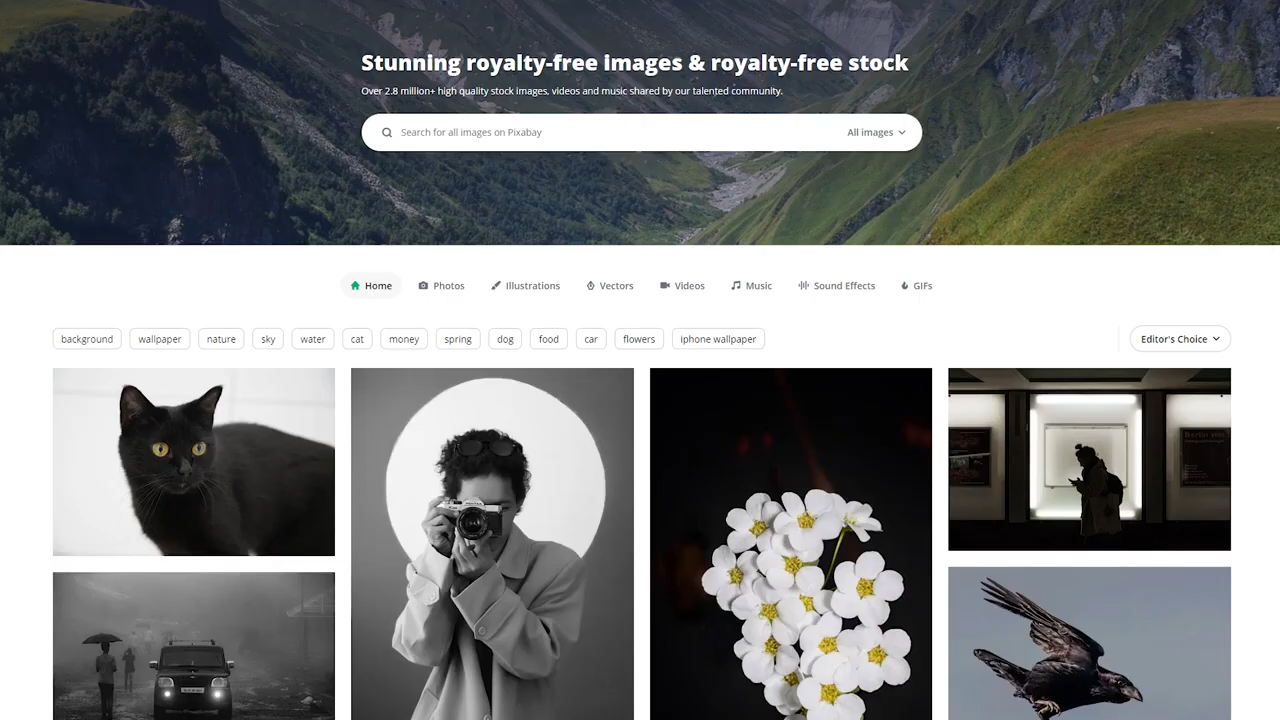 Stunning royalty-free images & royalty-free stock
Over 2.8 million+ high quality stock images, videos and music shared by our talented community.
Search for all images on Pixabay
All images
Home
Photos
Illustrations
Vectors
Videos
Music
Sound Effects
GIFs
background
wallpaper
nature
sky
water
cat
money
spring
dog
food
car
flowers
iphone wallpaper
Editor's Choice